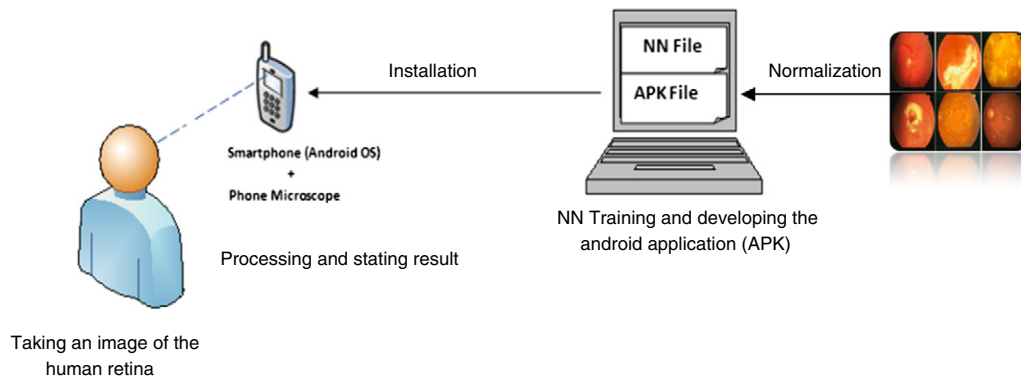 NN File
APK File
Installation
Normalization
Smartphone (Android OS)
+
Phone Microscope
NN Training and developing the
android application (APK)
Processing and stating result
Taking an image of the
human retina